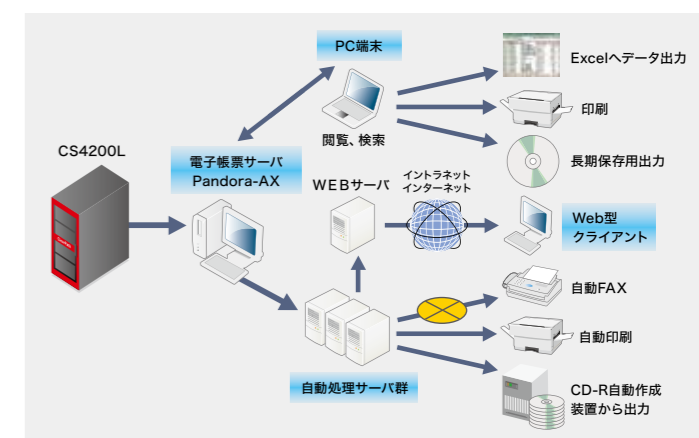 PC端末
Excelへデータ出力
印刷
閲覧、検索
長期保存用出力
CS4200L
電子帳票サーバ
Pandora-AX
WEBサーバ
イントラネット
インターネット
Web型
クライアント
自動FAX
自動印刷
自動処理サーバ群
CD-R自動作成
装置から出力